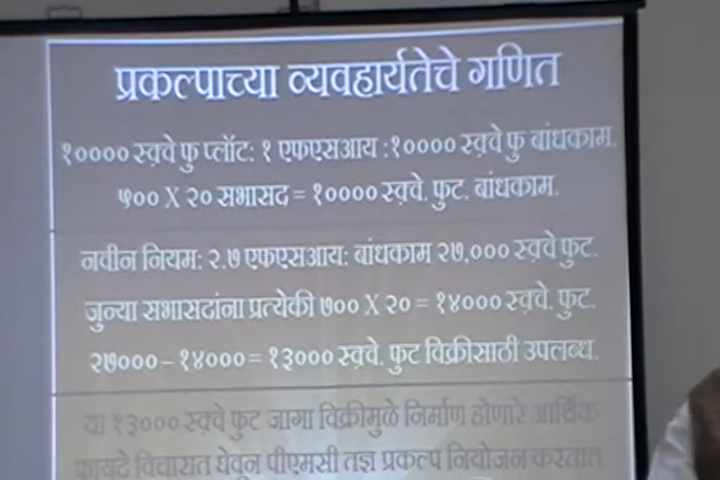 प्रकल्पाच्या व्यवहार्यतेचे गणित
१०००० स्क़्वे फु प्लॉट: १ एफएसआय :१०००० स्क़्वे फु बांधकाम.
५०० X २० सभासद = १०००० स्क़्वे. फुट. बांधकाम.
नवीन नियम: २.७ एफएसआय: बांधकाम २७,००० स्क़्वे फुट.
जुन्या सभासदांना प्रत्येकी ७०० X २० = १४००० स्क़्वे. फुट.
२७००० – १४००० = १३००० स्क़्वे. फुट विक्रीसाठी उपलब्ध.
या १३००० स्क़्वे फुट जागा विक्रीमुळे निर्माण होणारे आर्थिक
फायदे विचारात घेवून पीएमसी तज्ञ प्रकल्प नियोजन करतात